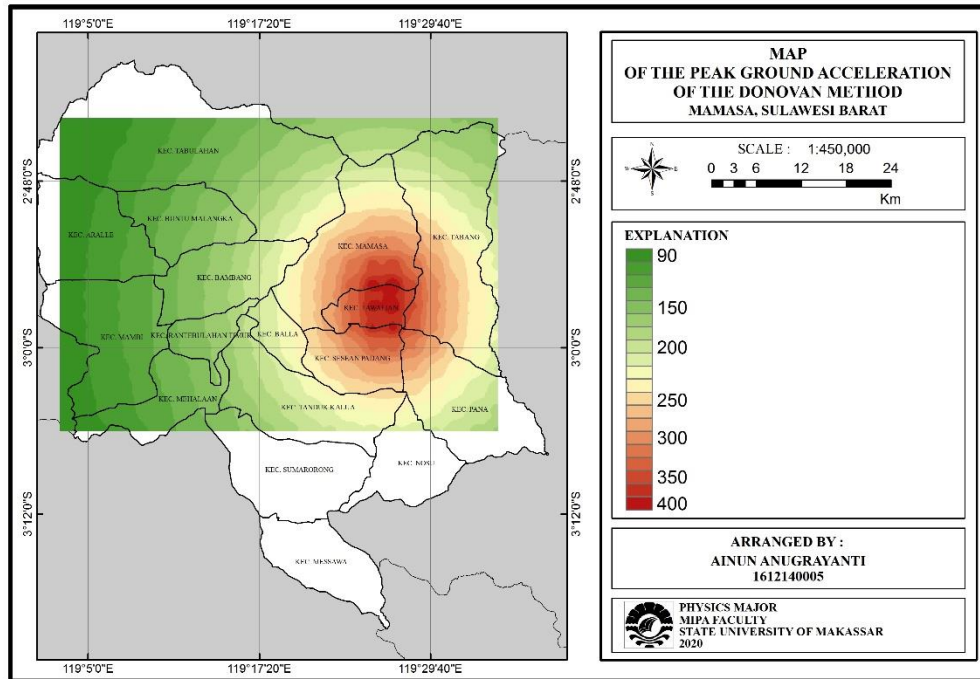 119°5'0"E 119°17'20"E 119°29'40"E
2°48'0"S
3°0'0"S
3°12'0"S
2°48'0"S
3°0'0"S
3°12'0"S
119°5'0"E 119°17'20"E 119°29'40"E
KEC. TABULAHAN
KEC. BUNTU MALANGKA
KEC. ARALLE
KEC. MAMASA
KEC. TABANG
KEC. BAMBANG
KEC. TAWALIAN
KEC. MAMBI
KEC. RANTEBULAHAN TIMUR
KEC. BALLA
KEC. SESEAN PADANG
KEC. MEHALAAN
KEC. TANDUK KALLA
KEC. PANA
KEC. SUMARORONG
KEC. NOSU
KEC. MESSAWA
MAP
OF THE PEAK GROUND ACCELERATION
OF THE DONOVAN METHOD
MAMASA, SULAWESI BARAT
N
SCALE : 1:450,000
0 3 6 12 18 24
Km
EXPLANATION
90
150
200
250
300
350
400
ARRANGED BY :
AINUN ANUGRAYANTI
1612140005
PHYSICS MAJOR
MIPA FACULTY
STATE UNIVERSITY OF MAKASSAR
2020